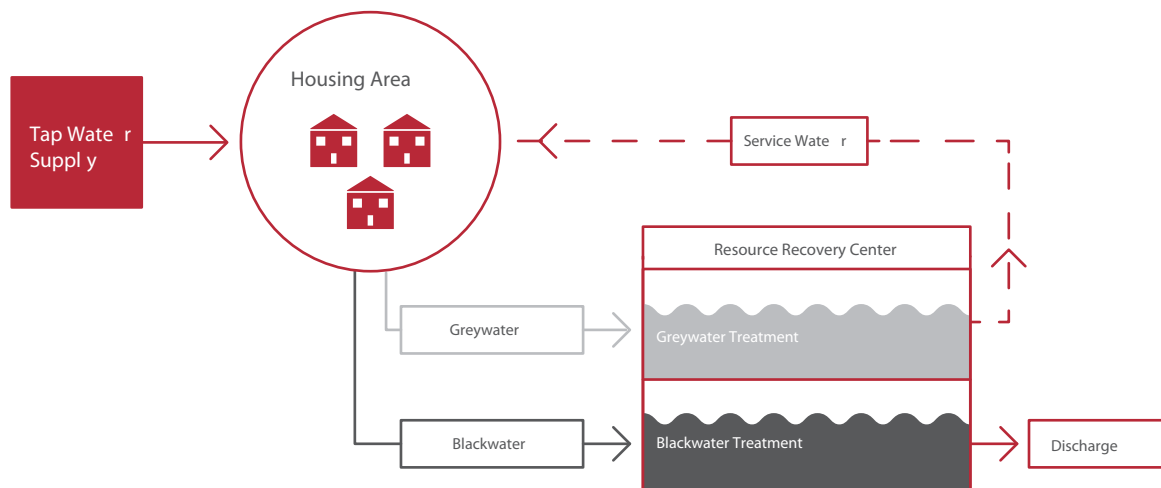 Housing Area
Tap Wate r
Suppl y
Service Wate r
Resource Recovery Center
Greywater
Greywater Treatment
Blackwater
Blackwater Treatment
Discharge